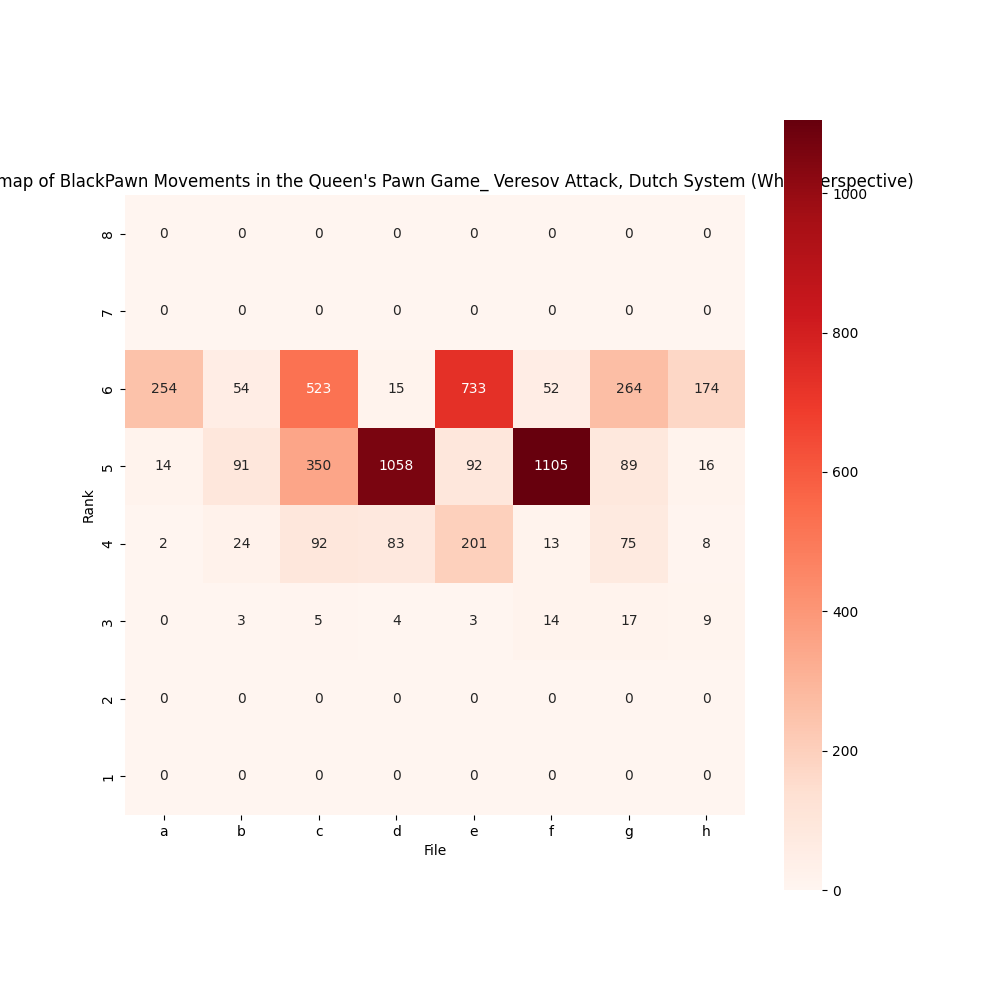 map of BlackPawn Movements in the Queen's Pawn Game_ Veresov Attack, Dutch System (Wh erspective)
1000
800
600
400
200
0
Rank
8 0 0 0 0 0 0 0 0
7 0 0 0 0 0 0 0 0
6 254 54 523 15 733 52 264 174
5 14 91 350 1058 92 1105 89 16
4 2 24 92 83 201 13 75 8
3 0 3 5 4 3 14 17 9
2 0 0 0 0 0 0 0 0
1 0 0 0 0 0 0 0 0
a b c d e f g h
File